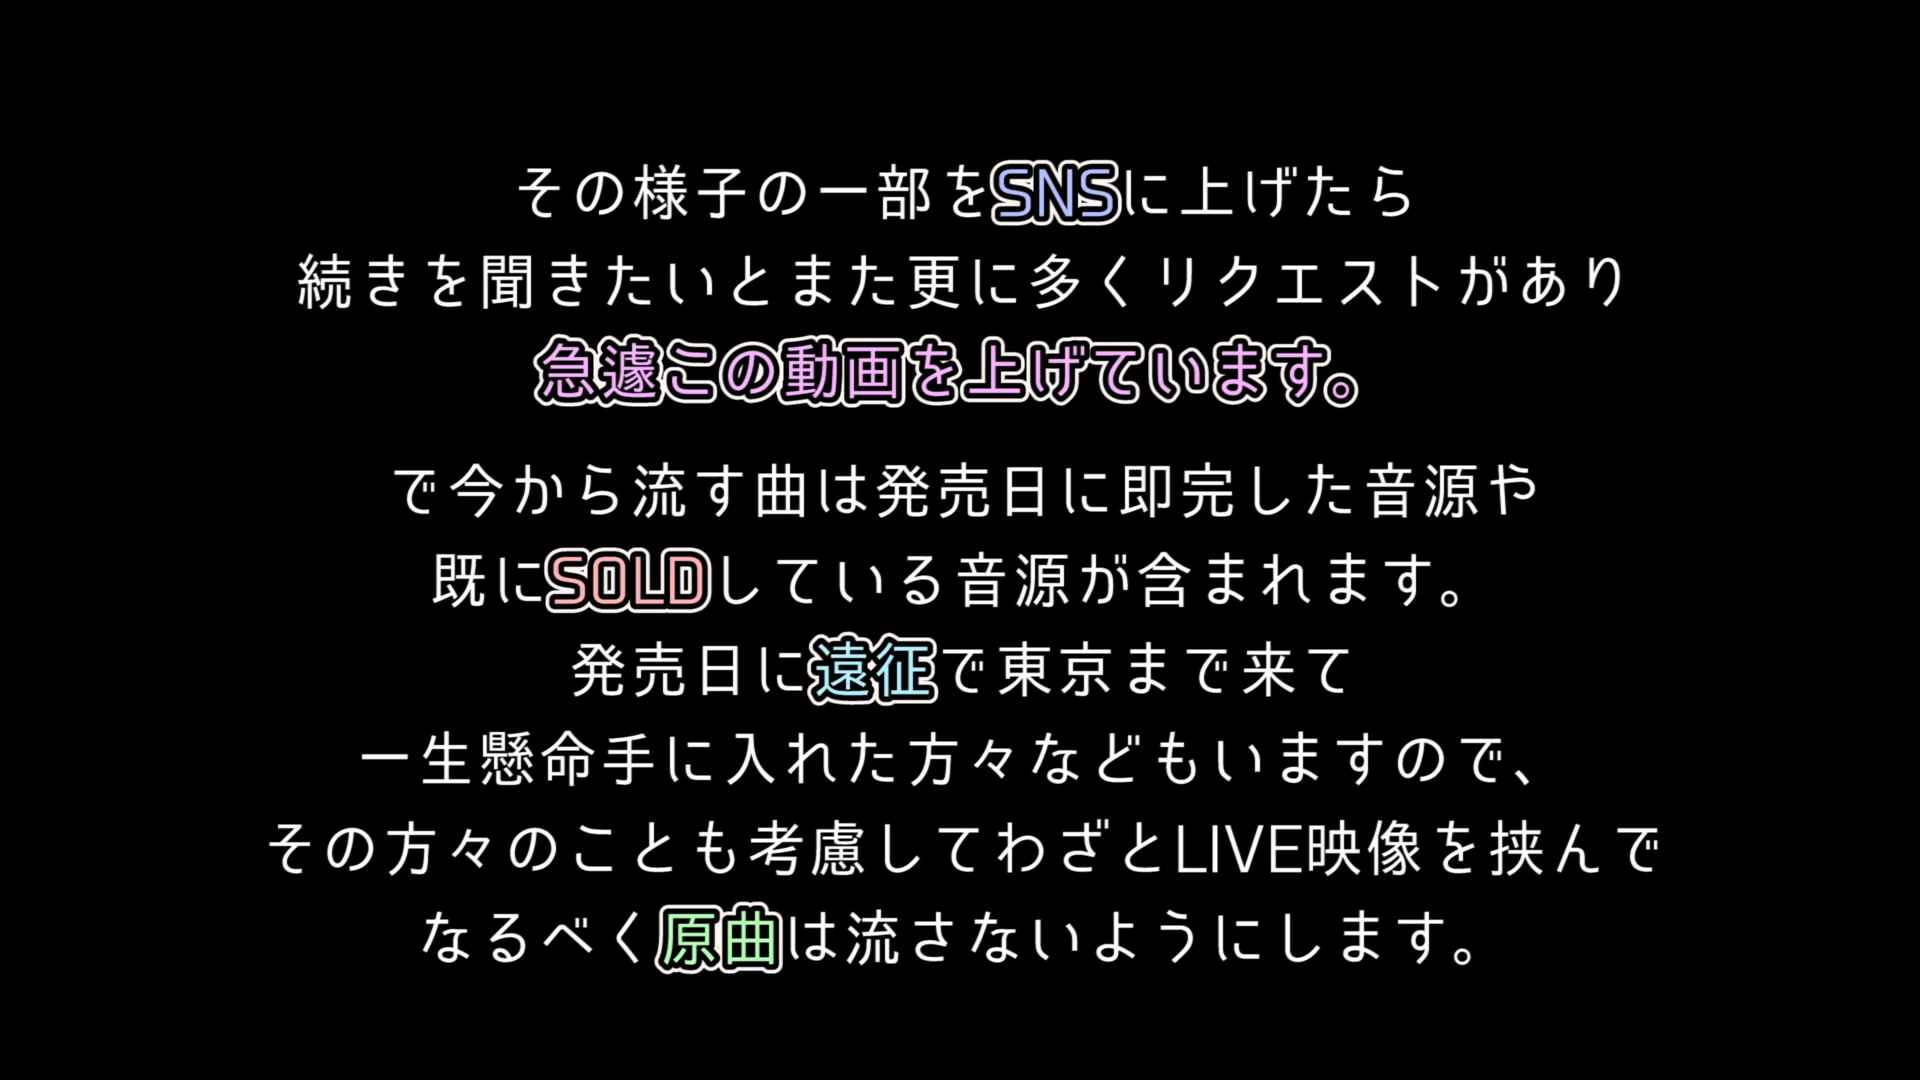 その様子の一部をSNSに上げたら
続きを聞きたいとまた更に多くリクエストがあり
急遽この動画を上げています。
で今から流す曲は発売日に即完した音源や
既にSOLDしている音源が含まれます。
発売日に遠征で東京まで来て
一生懸命手に入れた方々などもいますので、
その方々のことも考慮してわざとLIVE映像を挟んで
なるべく原曲は流さないようにします。